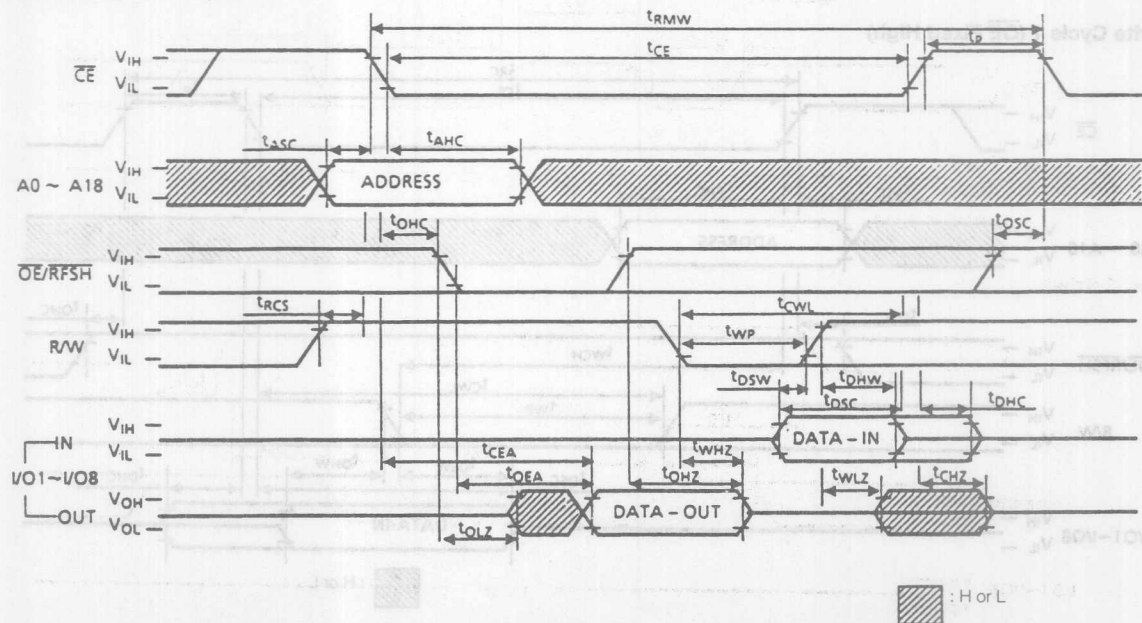 tRMW
tP
tCE
VIH
CE
VIL
tASC
tAHC
VIH
A0 ~ A18
ADDRESS
VIL
tOHC
tOSC
VIH
OE/RFSH
VIL
tRCS
tCWL
VIH
R/W
tWP
VIL
tDSW
tDHW
tDSC
tDHC
VIH
IN
DATA - IN
VIL
tCEA
tWHZ
I/O1~I/O8
tOEA
tOHZ
tWLZ
tCHZ
VOH
OUT
DATA - OUT
VOL
tOLZ
: H or L